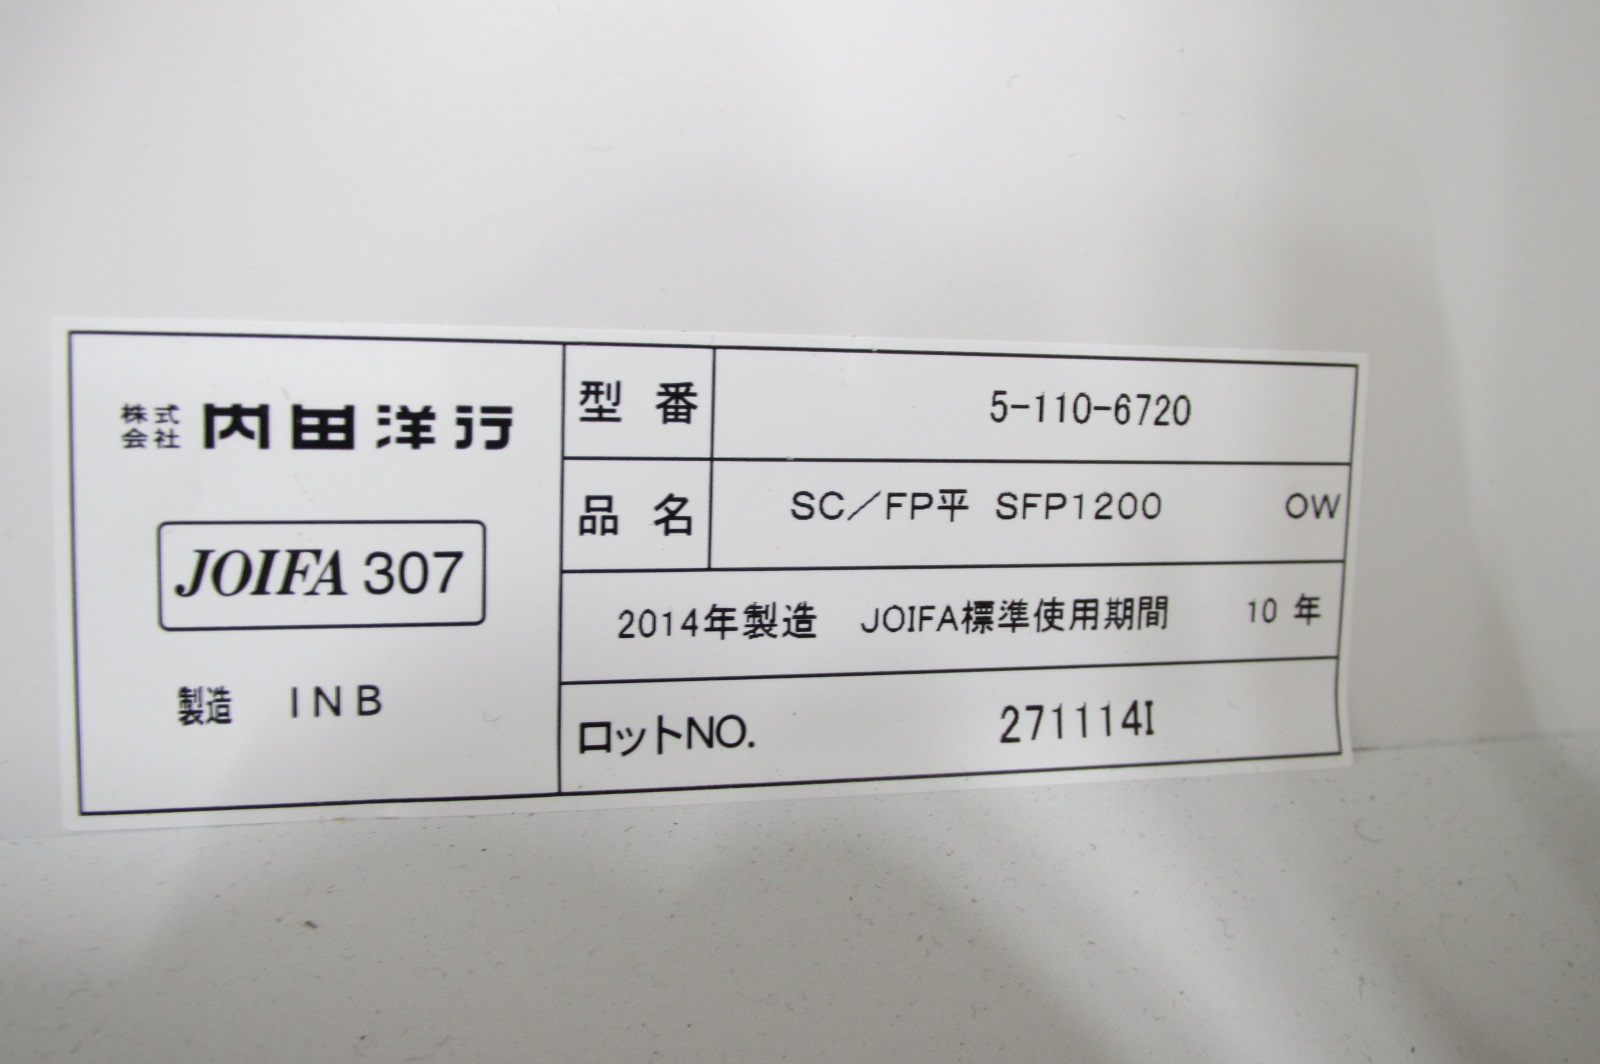 株式会社 内田洋行
JOIFA 307
製造 INB
型番 5-110-6720
品名 SC／FP平 SFP1200 OW
2014年製造 JOIFA標準使用期間 10年
ロットNO. 271114I